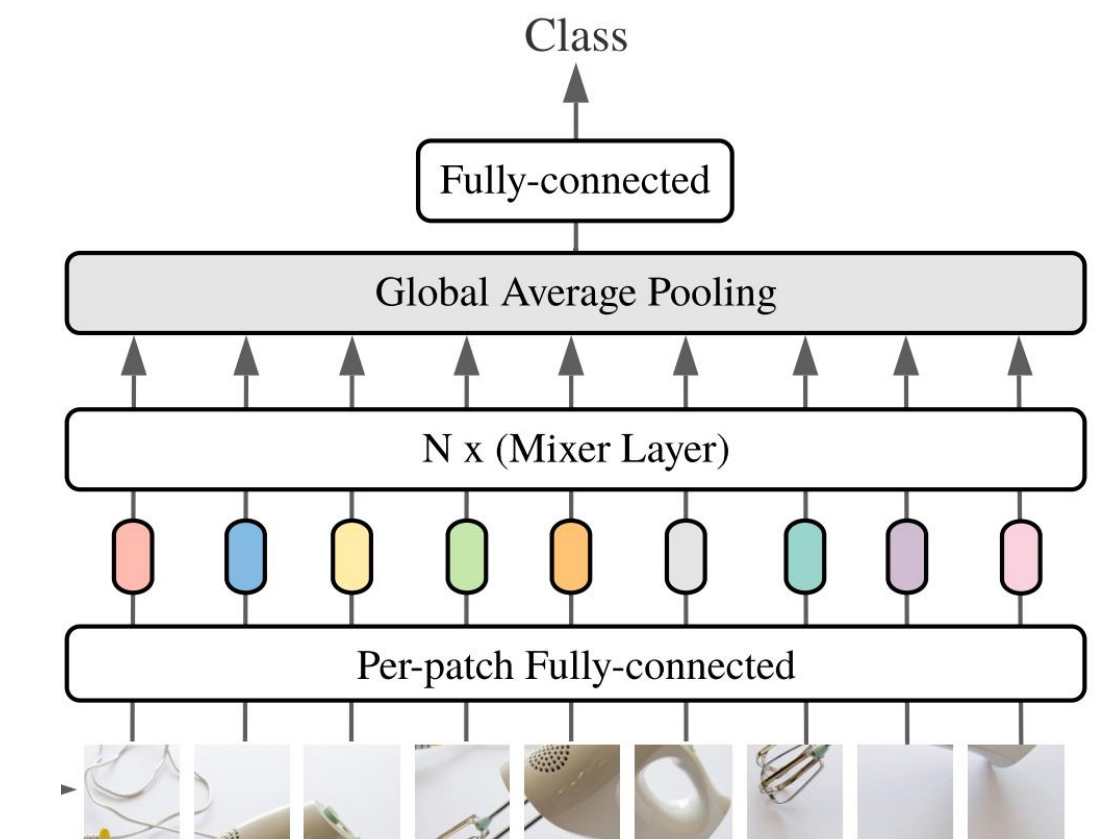 Class
Fully-connected
Global Average Pooling
N x (Mixer Layer)
Per-patch Fully-connected